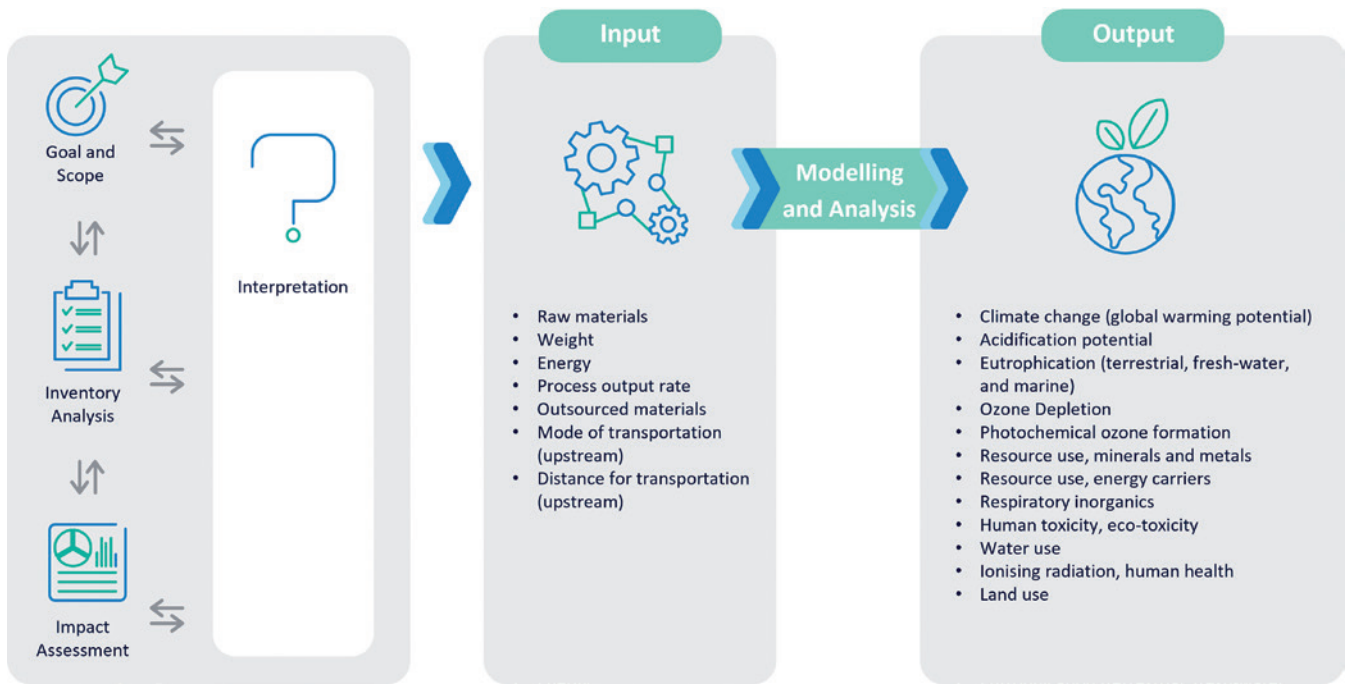 Goal and
Scope
Inventory
Analysis
Impact
Assessment
Interpretation
Input
• Raw materials
• Weight
• Energy
• Process output rate
• Outsourced materials
• Mode of transportation
(upstream)
• Distance for transportation
(upstream)
Modelling
and Analysis
Output
• Climate change (global warming potential)
• Acidification potential
• Eutrophication (terrestrial, fresh-water,
and marine)
• Ozone Depletion
• Photochemical ozone formation
• Resource use, minerals and metals
• Resource use, energy carriers
• Respiratory inorganics
• Human toxicity, eco-toxicity
• Water use
• Ionising radiation, human health
• Land use